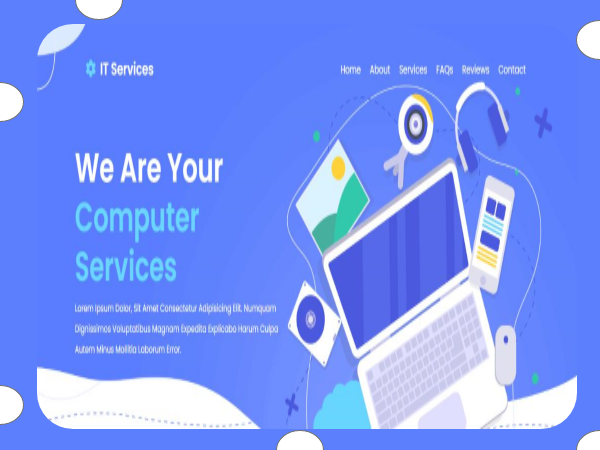 IT Services
Home About Services FAQs Reviews Contact
We Are Your
Computer
Services
Lorem Ipsum Dolor, Sit Amet Consectetur Adipisicing Elit. Numquam
Dignissimos Voluptatibus Magnam Expedita Explicabo Harum Culpa
Autem Minus Mollitia Laborum Error.